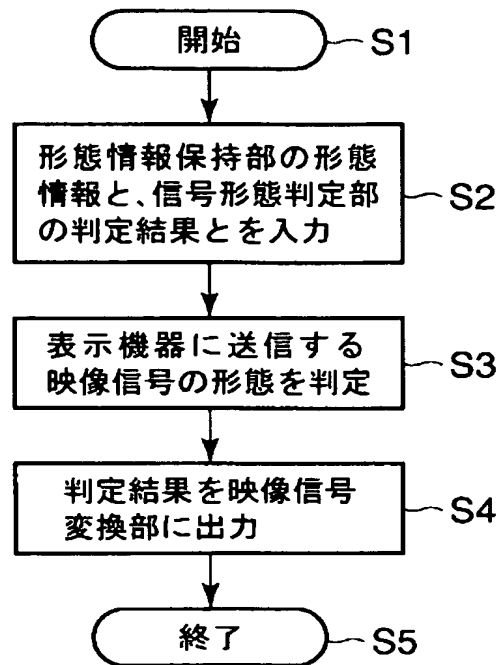 開始 S1
形態情報保持部の形態
情報と、信号形態判定部
の判定結果とを入力 S2
表示機器に送信する
映像信号の形態を判定 S3
判定結果を映像信号
変換部に出力 S4
終了 S5